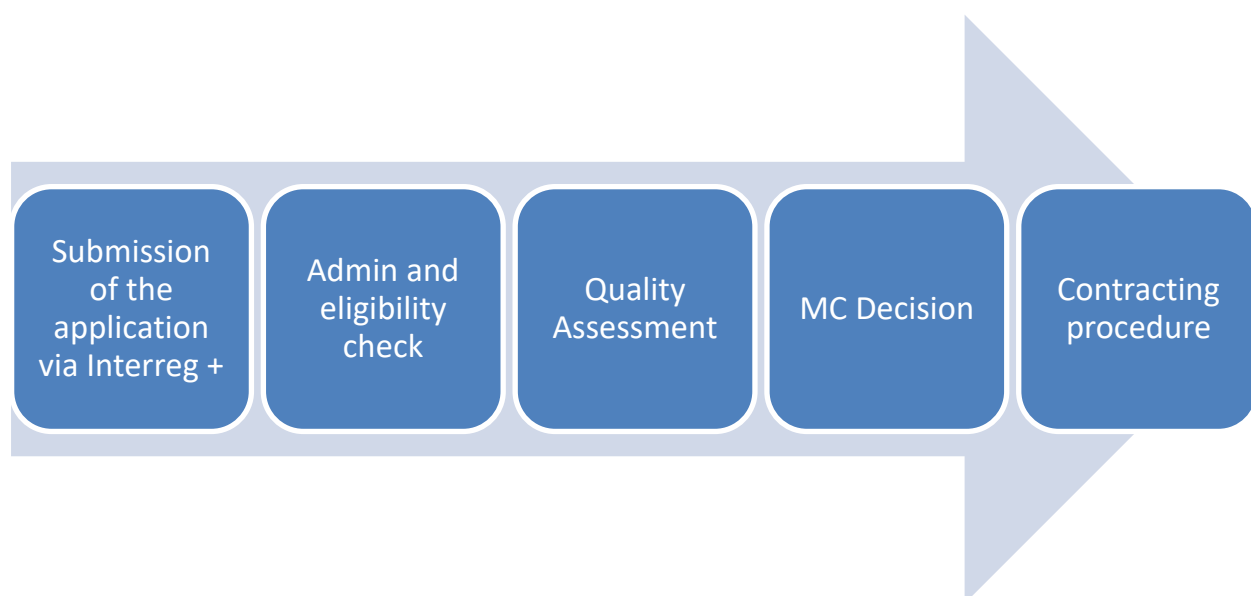 Submission
of the
application
via Interreg +
Admin and
eligibility
check
Quality
Assessment
MC Decision
Contracting
procedure